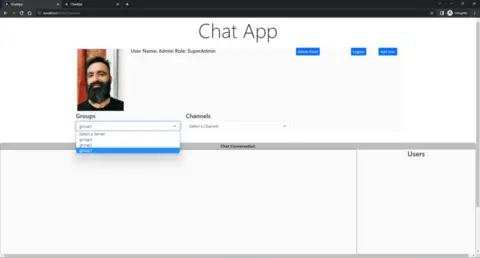 Chat App
User Name: Admin Role: SuperAdmin
Admin Panel
Logout
Add User
Groups
Channels
group1
Select a Channel
Select a Server
group1
group2
Chat Conversation
Users